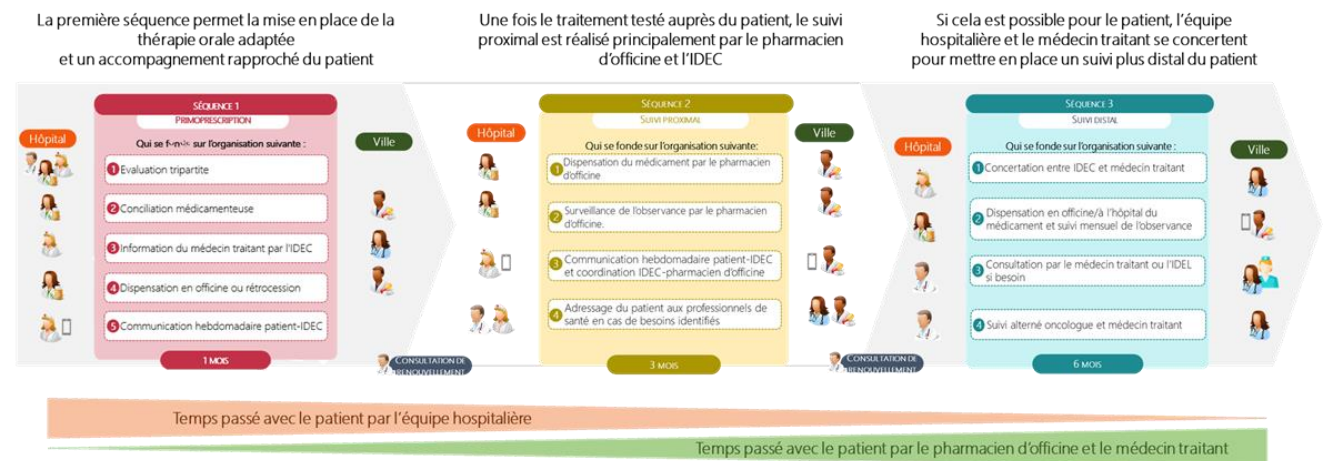 La première séquence permet la mise en place de la
thérapie orale adaptée
et un accompagnement rapproché du patient
Une fois le traitement testé auprès du patient, le suivi
proximal est réalisé principalement par le pharmacien
d'officine et l'IDEC
Si cela est possible pour le patient, l'équipe
hospitalière et le médecin traitant se concertent
pour mettre en place un suivi plus distal du patient
SÉQUENCE 1
PRIMOPRESCRIPTION
Hôpital
Ville
Qui se sur l'organisation suivante :
1 Evaluation tripartite
2 Conciliation médicamenteuse
3 Information du médecin traitant par l'IDEC
4 Dispensation en officine ou rétrocession
5 Communication hebdomadaire patient-IDEC
1 MOIS
CONSULTATION DE
RENOUVELLEMENT
SÉQUENCE 2
SUIVI PROXIMAL
Hôpital
Ville
Qui se fonde sur l'organisation suivante:
1 Dispensation du médicament par le pharmacien
d'officine
2 Surveillance de l'observance par le pharmacien
d'officine.
3 Communication hebdomadaire patient-IDEC
et coordination IDEC-pharmacien d'officine
4 Adressage du patient aux professionnels de
santé en cas de besoins identifiés
3 MOIS
CONSULTATION DE
RENOUVELLEMENT
SÉQUENCE 3
SUIVI DISTAL
Hôpital
Ville
Qui se fonde sur l'organisation suivante :
1 Concertation entre IDEC et médecin traitant
2 Dispensation en officine/à l'hôpital du
médicament et suivi mensuel de l'observance
3 Consultation par le médecin traitant ou l'IDEL
si besoin
4 Suivi alterné oncologue et médecin traitant
6 MOIS
Temps passé avec le patient par l'équipe hospitalière
Temps passé avec le patient par le pharmacien d'officine et le médecin traitant